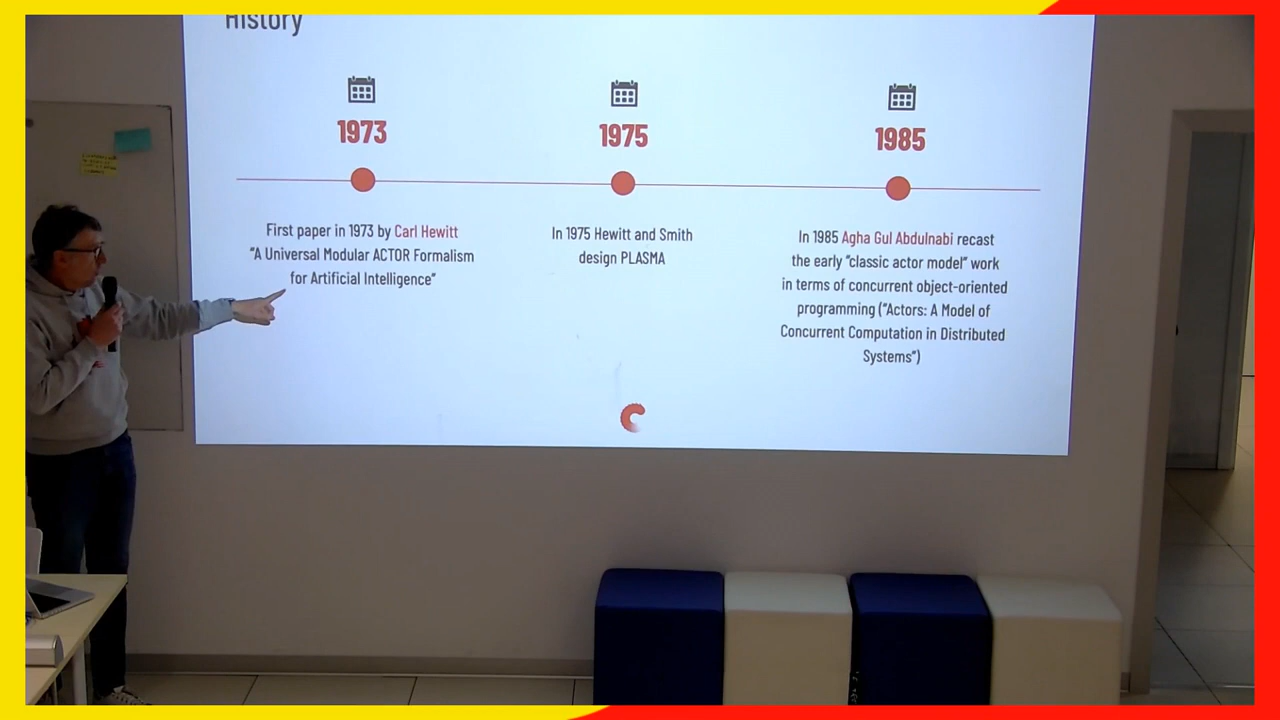 History
1973
First paper in 1973 by Carl Hewitt
"A Universal Modular ACTOR Formalism
for Artificial Intelligence"
1975
In 1975 Hewitt and Smith
design PLASMA
1985
In 1985 Agha Gul Abdulnabi recast
the early "classic actor model" work
in terms of concurrent object-oriented
programming ("Actors: A Model of
Concurrent Computation in Distributed
Systems")